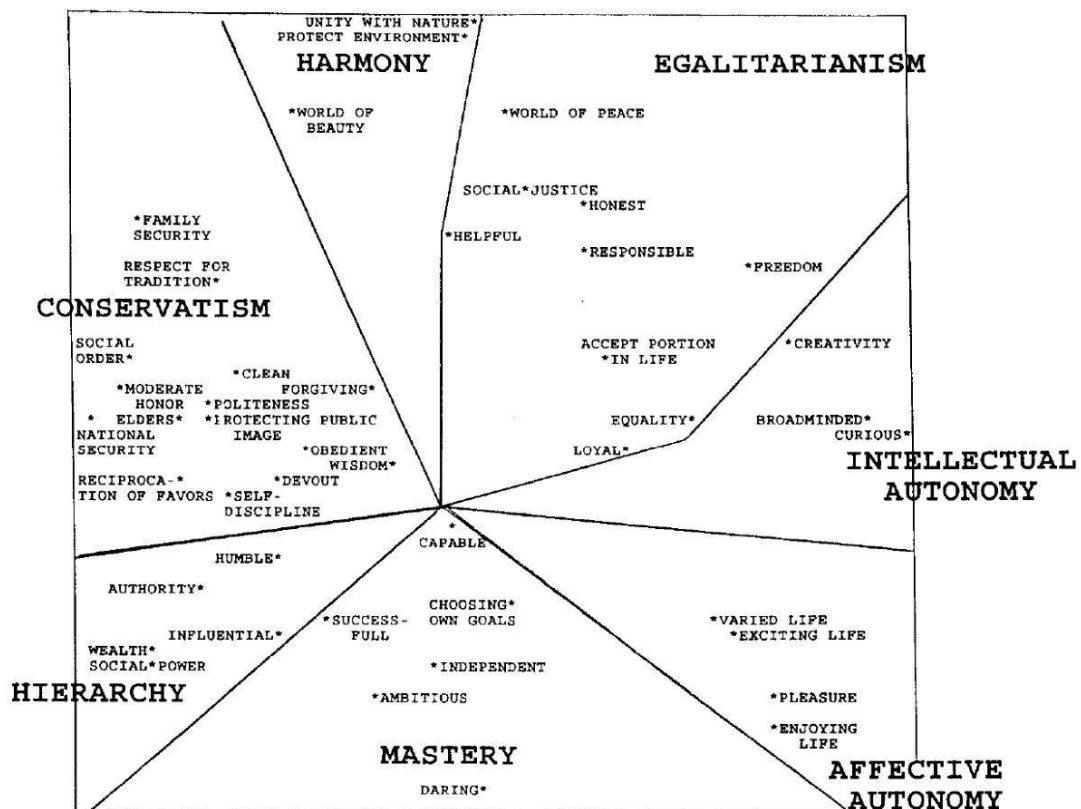 UNITY WITH NATURE*
PROTECT ENVIRONMENT*
HARMONY
EGALITARIANISM
*WORLD OF
BEAUTY
*WORLD OF PEACE
SOCIAL*JUSTICE
*HONEST
*FAMILY
SECURITY
*HELPFUL
*RESPONSIBLE
RESPECT FOR
TRADITION*
*FREEDOM
CONSERVATISM
SOCIAL
ORDER*
ACCEPT PORTION
*IN LIFE
*CREATIVITY
*CLEAN
*MODERATE
FORGIVING*
HONOR
*POLITENESS
* ELDERS*
*PROTECTING PUBLIC
IMAGE
NATIONAL
SECURITY
EQUALITY*
BROADMINDED*
CURIOUS*
*OBEDIENT
WISDOM*
LOYAL*
INTELLECTUAL
AUTONOMY
RECIPROCA-*
TION OF FAVORS
*DEVOUT
*SELF-
DISCIPLINE
*
CAPABLE
HUMBLE*
AUTHORITY*
CHOOSING*
OWN GOALS
*SUCCESS-
FULL
*VARIED LIFE
*EXCITING LIFE
INFLUENTIAL*
WEALTH*
SOCIAL*POWER
*INDEPENDENT
HIERARCHY
*AMBITIOUS
*PLEASURE
*ENJOYING
LIFE
MASTERY
AFFECTIVE
AUTONOMY
DARING*